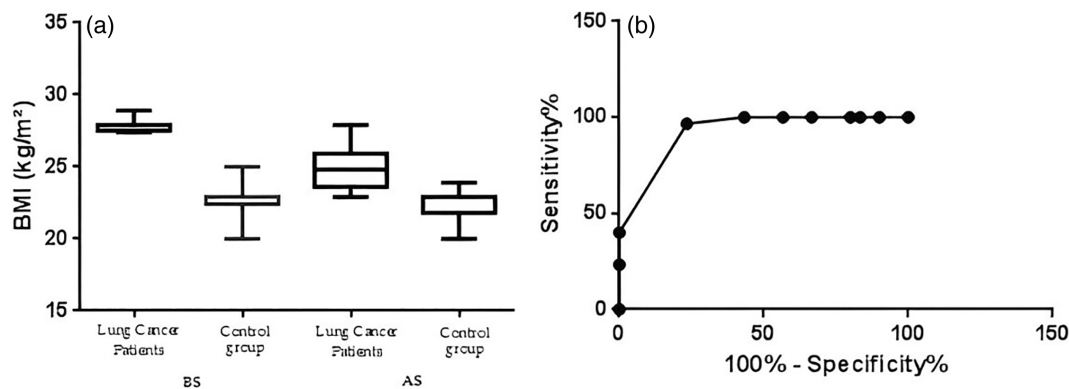 (a)
35
30
25
20
15
BMI (kg/m²)
Lung Cancer Patients
Control group
Lung Cancer Patients
Control group
BS
AS
(b)
150
100
50
0
Sensitivity%
0
50
100
150
100% - Specificity%